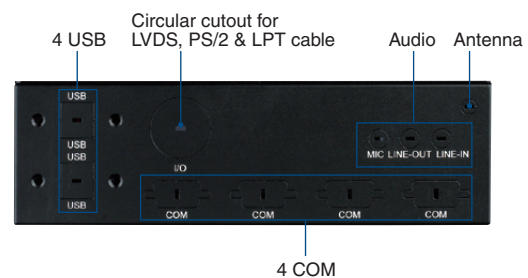 Circular cutout for
4 USB LVDS, PS/2 & LPT cable Audio Antenna
USB
USB
USB
USB
I/O
MIC LINE-OUT LINE-IN
COM COM COM COM
4 COM